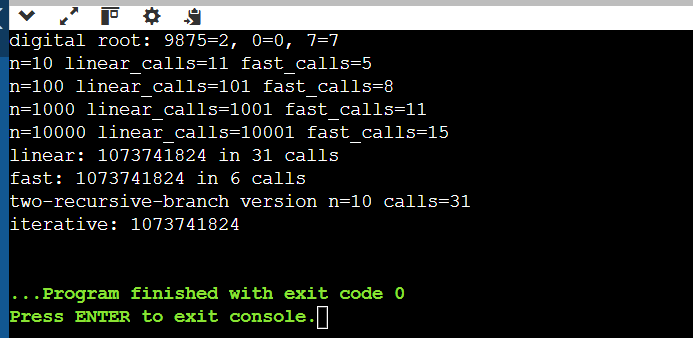 digital root: 9875=2, 0=0, 7=7
n=10 linear_calls=11 fast_calls=5
n=100 linear_calls=101 fast_calls=8
n=1000 linear_calls=1001 fast_calls=11
n=10000 linear_calls=10001 fast_calls=15
linear: 1073741824 in 31 calls
fast: 1073741824 in 6 calls
two-recursive-branch version n=10 calls=31
iterative: 1073741824
...Program finished with exit code 0
Press ENTER to exit console.